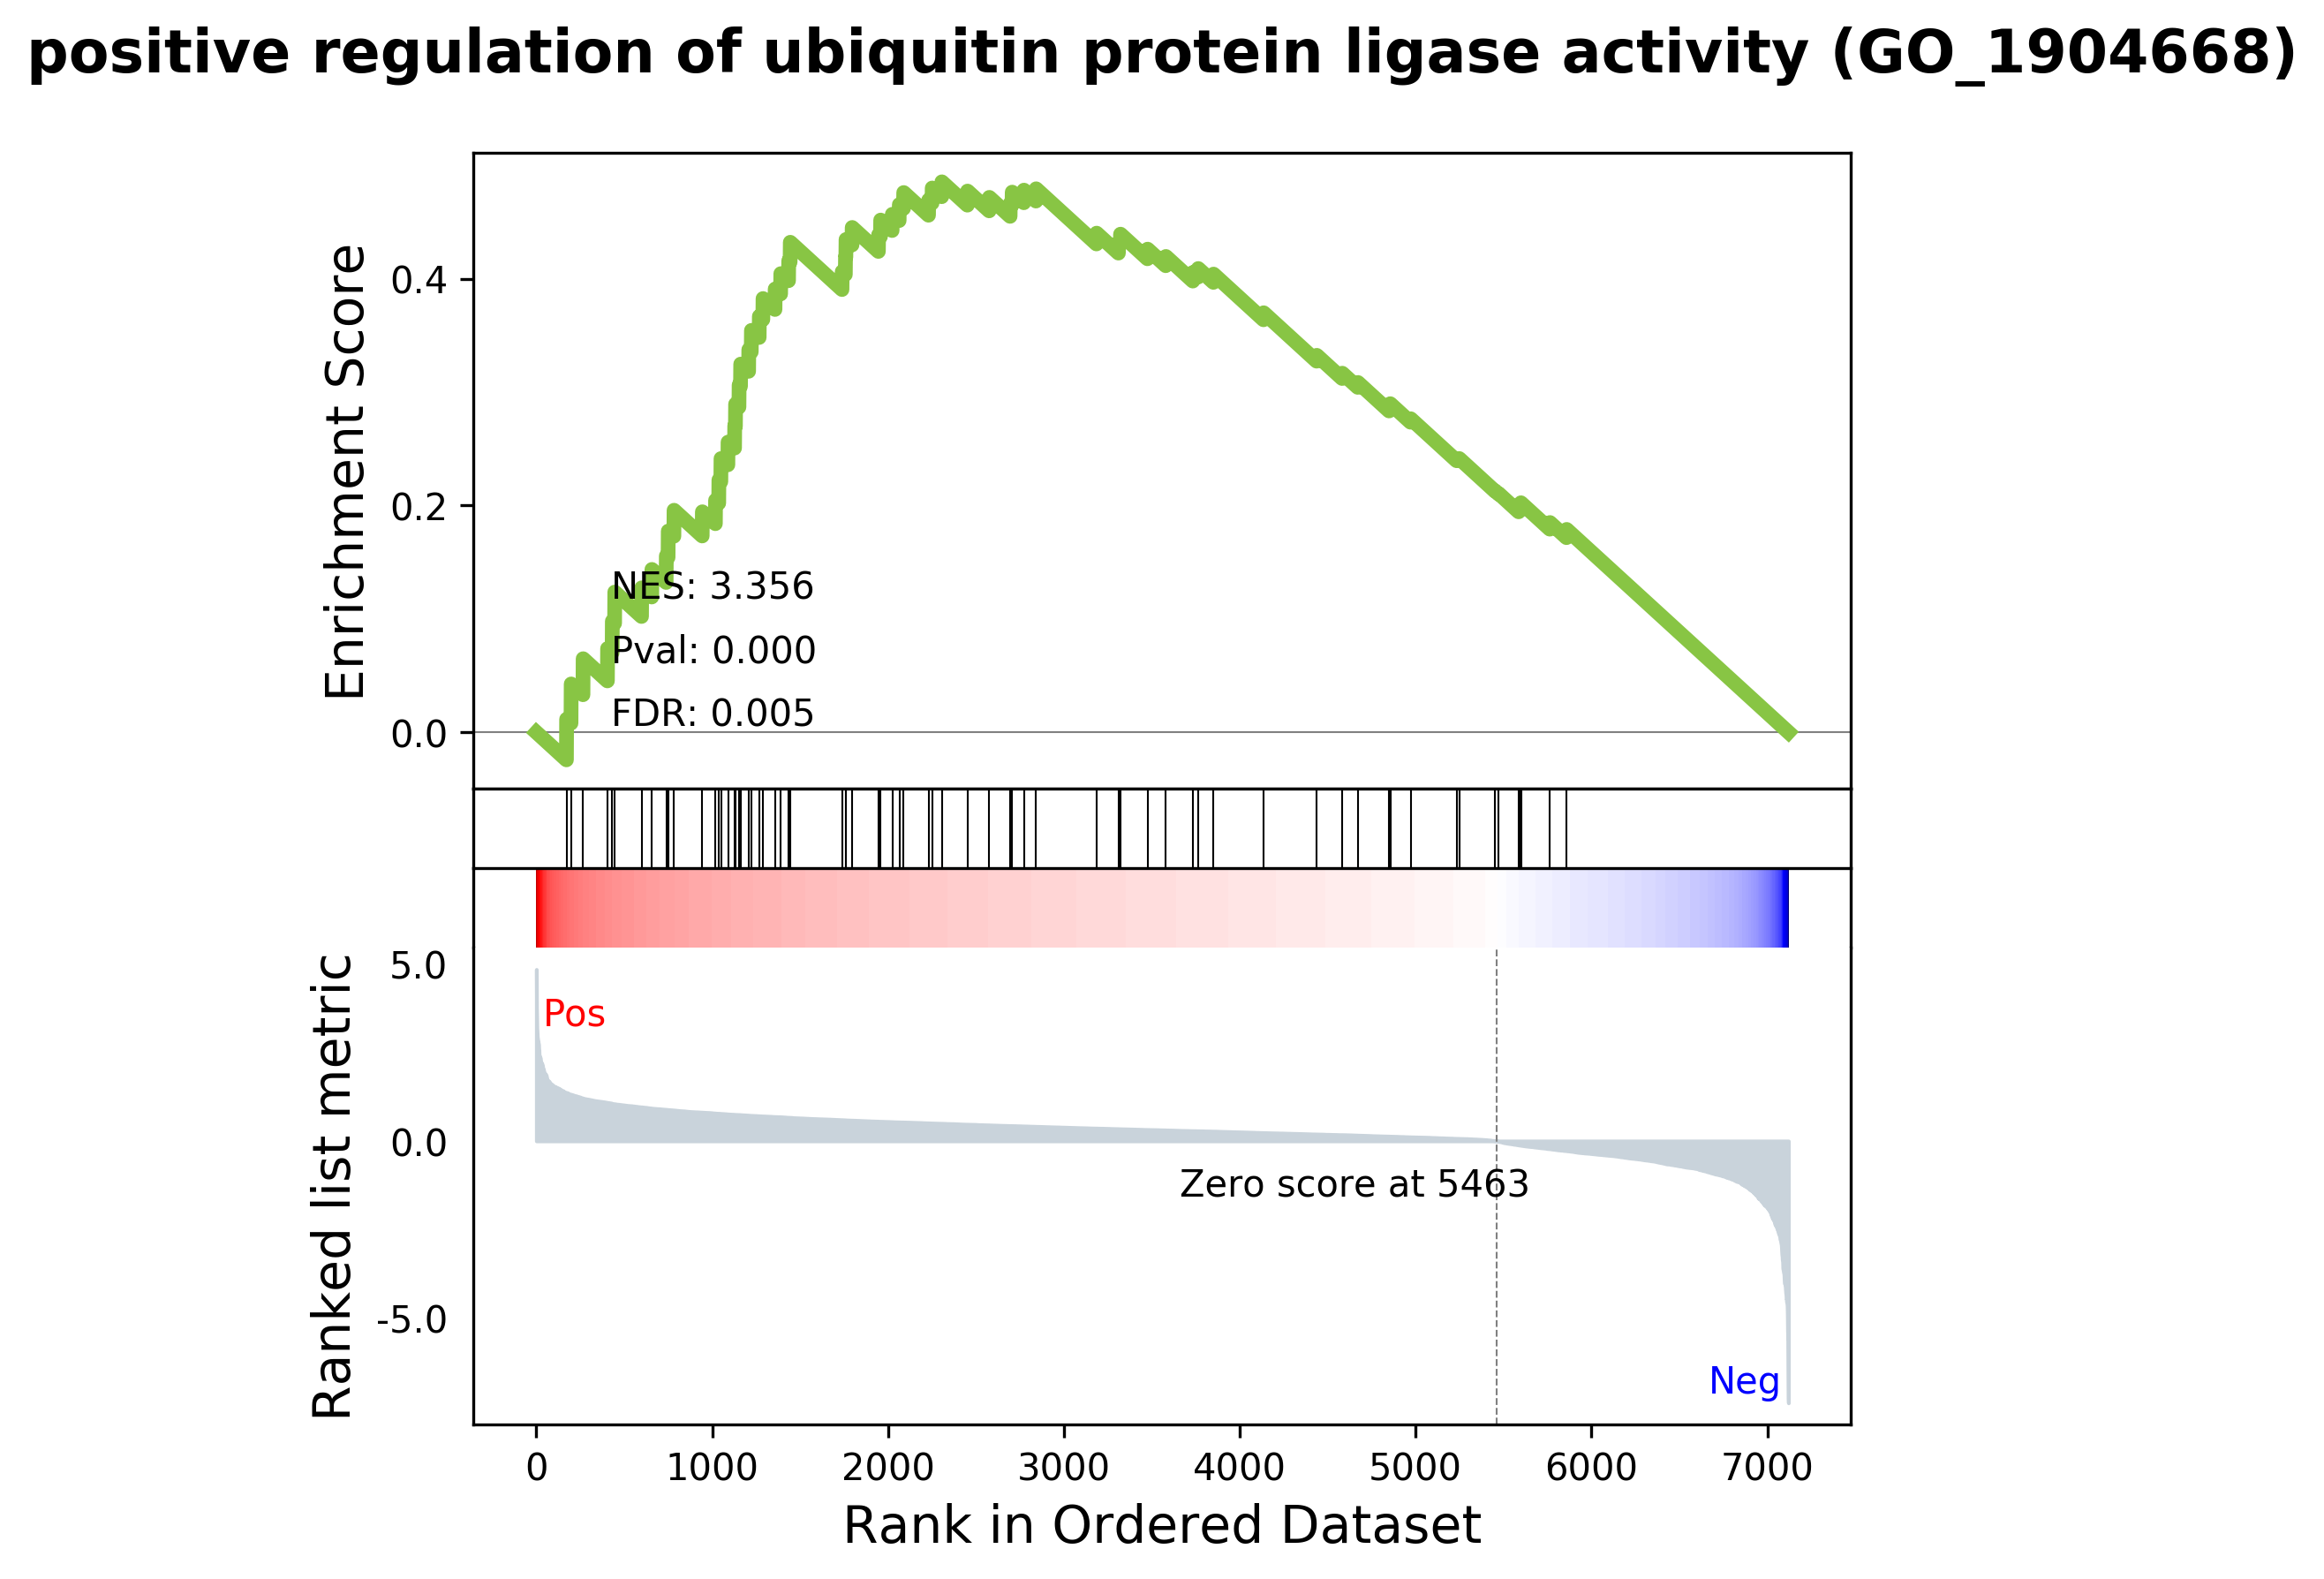 positive regulation of ubiquitin protein ligase activity (GO_1904668)
Enrichment Score
0.4
0.2
0.0
NES: 3.356
Pval: 0.000
FDR: 0.005
Ranked list metric
5.0
0.0
-5.0
Pos
Zero score at 5463
Neg
0 1000 2000 3000 4000 5000 6000 7000
Rank in Ordered Dataset